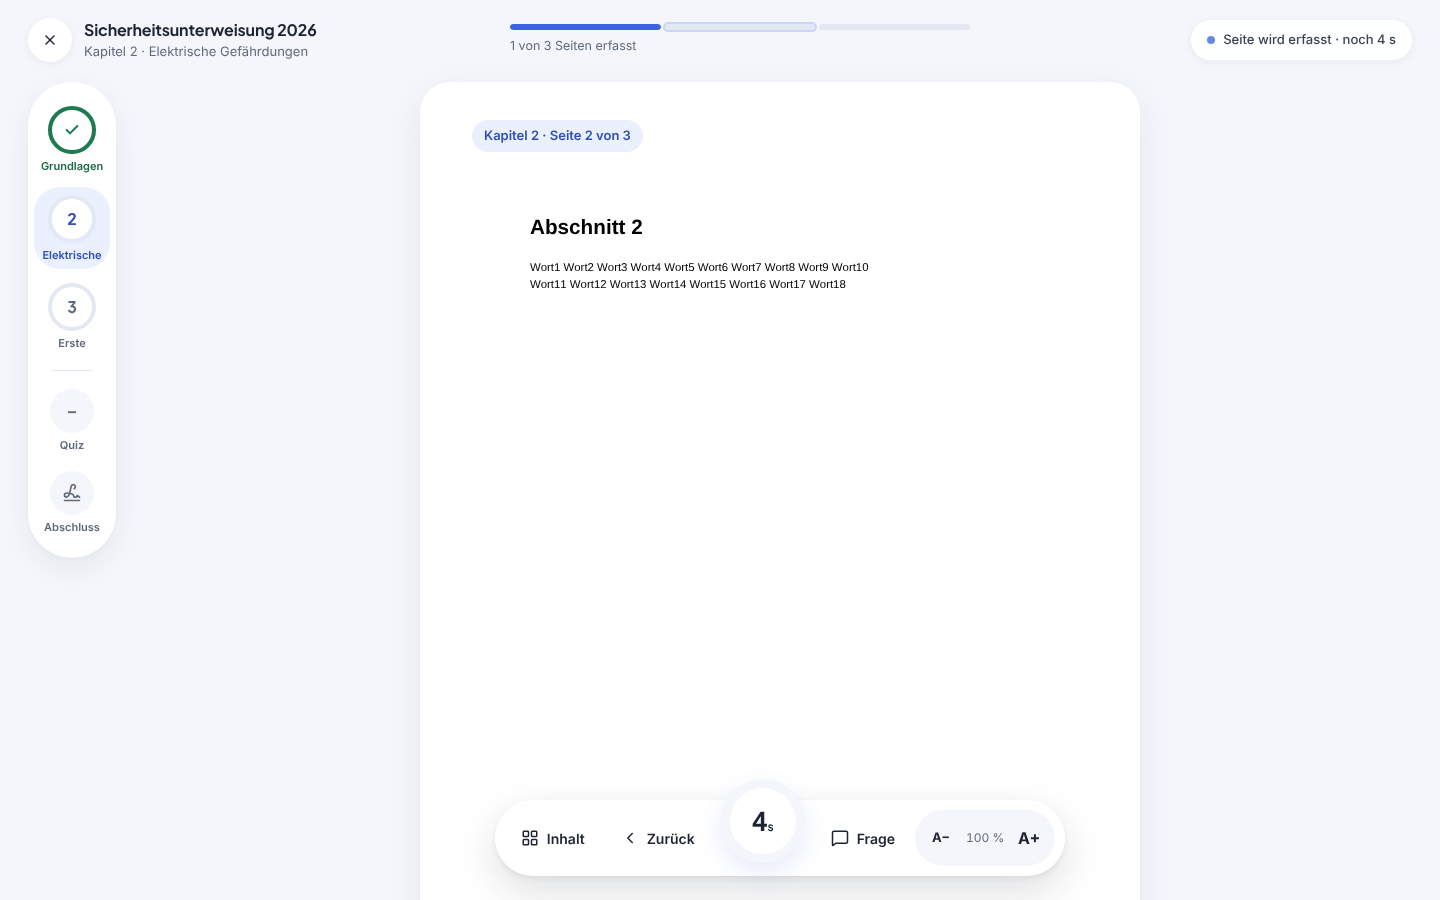 Sicherheitsunterweisung 2026
Kapitel 2 · Elektrische Gefährdungen
1 von 3 Seiten erfasst
Seite wird erfasst · noch 4 s
Grundlagen
2
Elektrische
3
Erste
–
Quiz
Abschluss
Kapitel 2 · Seite 2 von 3
Abschnitt 2
Wort1 Wort2 Wort3 Wort4 Wort5 Wort6 Wort7 Wort8 Wort9 Wort10
Wort11 Wort12 Wort13 Wort14 Wort15 Wort16 Wort17 Wort18
Inhalt
Zurück
4s
Frage
A−
100 %
A+